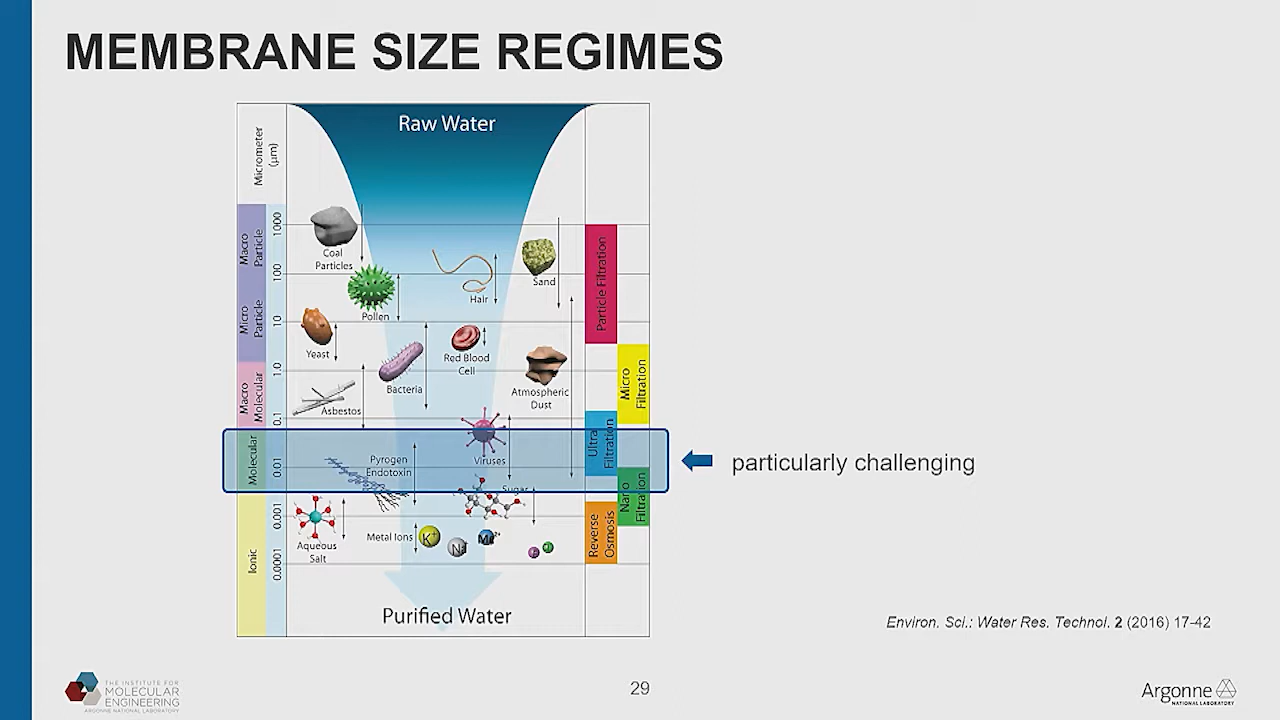 MEMBRANE SIZE REGIMES
Raw Water
Micrometer
(μm)
1000
100
10
1.0
0.1
0.01
0.001
0.0001
Macro
Particle
Micro
Particle
Macro
Molecular
Molecular
Ionic
Coal
Particles
Pollen
Hair
Sand
Yeast
Bacteria
Red Blood
Cell
Atmospheric
Dust
Asbestos
Pyrogen
Endotoxin
Viruses
Sugar
Aqueous
Salt
Metal Ions
K+
Particle Filtration
Micro
Filtration
Ultra
Filtration
Nano
Filtration
Reverse
Osmosis
Purified Water
particularly challenging
Environ. Sci.: Water Res. Technol. 2 (2016) 17-42
THE INSTITUTE FOR
MOLECULAR
ENGINEERING
ARGONNE NATIONAL LABORATORY
29
Argonne
NATIONAL LABORATORY